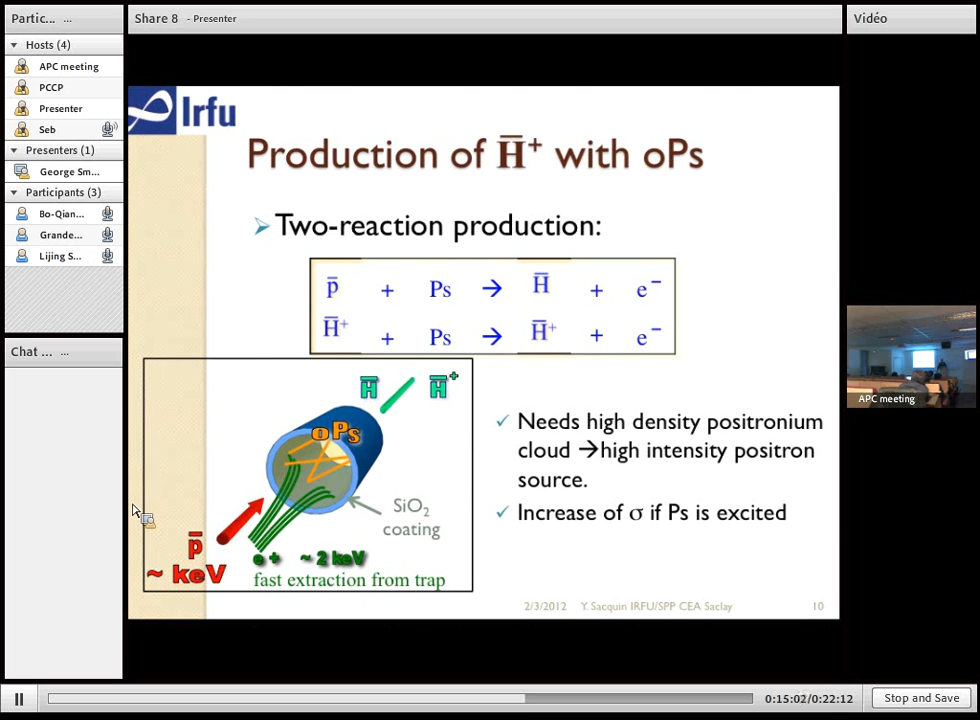 Partic... ...
Hosts (4)
APC meeting
PCCP
Presenter
Seb
Presenters (1)
George Sm...
Participants (3)
Bo-Qian...
Grande...
Lijing S...
Chat ... ...
Share 8 - Presenter
Irfu
Production of H̅⁺ with oPs
➢ Two-reaction production:
p̅ + Ps → H̅ + e⁻
H̅⁺ + Ps → H̅⁺ + e⁻
H̅ H̅⁺
oPs
SiO₂
coating
p̅
~ keV
e+ ~ 2 keV
fast extraction from trap
✓ Needs high density positronium
cloud →high intensity positron
source.
✓ Increase of σ if Ps is excited
2/3/2012 Y. Sacquin IRFU/SPP CEA Saclay 10
Vidéo
APC meeting
0:15:02/0:22:12
Stop and Save